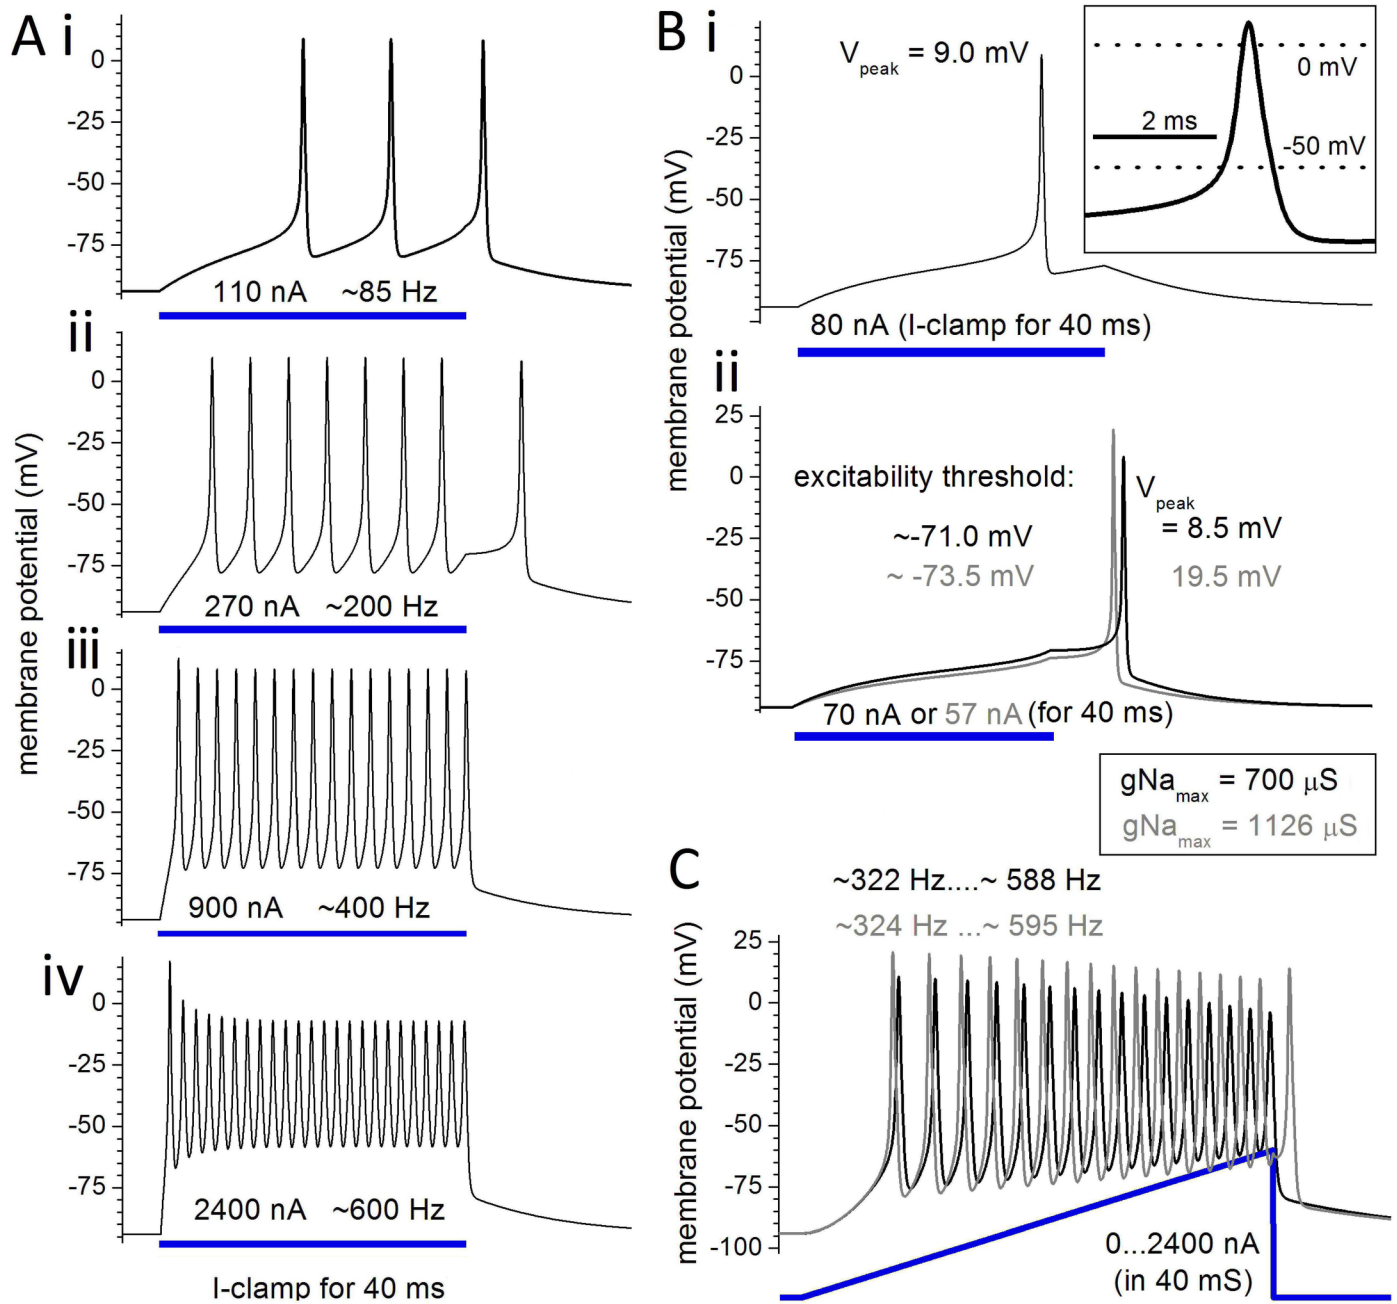 A i
0
-25
-50
-75
110 nA ~85 Hz
ii
0
-25
-50
-75
270 nA ~200 Hz
iii
0
-25
-50
-75
900 nA ~400 Hz
iv
0
-25
-50
-75
2400 nA ~600 Hz
I-clamp for 40 ms
membrane potential (mV)
membrane potential (mV)
B i
0
-25
-50
-75
V peak = 9.0 mV
0 mV
2 ms
-50 mV
80 nA (I-clamp for 40 ms)
membrane potential (mV)
ii
25
0
-25
-50
-75
excitability threshold:
~-71.0 mV
~ -73.5 mV
V peak
= 8.5 mV
19.5 mV
70 nA or 57 nA (for 40 ms)
membrane potential (mV)
gNa max = 700 µS
gNa max = 1126 µS
C
~322 Hz....~ 588 Hz
~324 Hz ...~ 595 Hz
25
0
-25
-50
-75
-100
membrane potential (mV)
0...2400 nA
(in 40 mS)